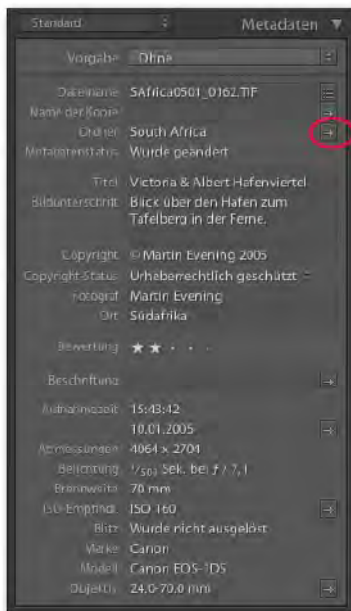 Standard Metadaten
Vorgabe Ohne
Dateiname SAfrica0501_0162.TIF
Name der Kopie
Ordner South Africa
Metadatenstatus Wurde geändert
Titel Victoria & Albert Hafenviertel
Bildunterschrift Blick über den Hafen zum
Tafelberg in der Ferne.
Copyright © Martin Evening 2005
Copyright-Status Urheberrechtlich geschützt
Fotograf Martin Evening
Ort Südafrika
Bewertung ★ ★ · · ·
Beschriftung
Aufnahmezeit 15:43:42
10.01.2005
Abmessungen 4064 x 2704
Belichtung Sek. bei ƒ / 7,1
Brennweite 70 mm
ISO-Empfindl. ISO 160
Blitz Wurde nicht ausgelöst
Marke Canon
Modell Canon EOS-1DS
Objektiv 24.0-70.0 mm